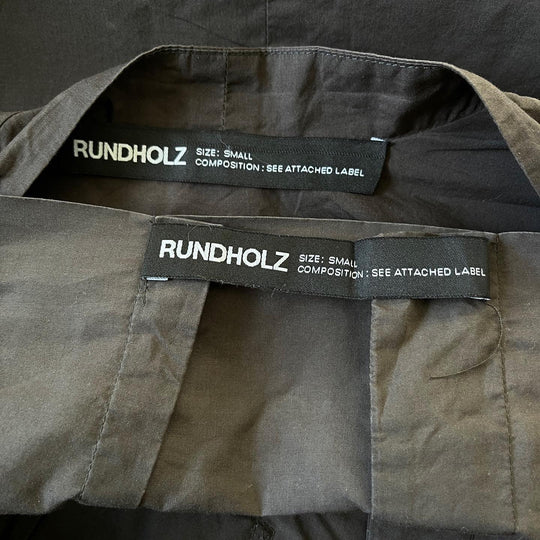 RUNDHOLZ
SIZE: SMALL
COMPOSITION : SEE ATTACHED LABEL
RUNDHOLZ
SIZE: SMALL
COMPOSITION : SEE ATTACHED LABEL